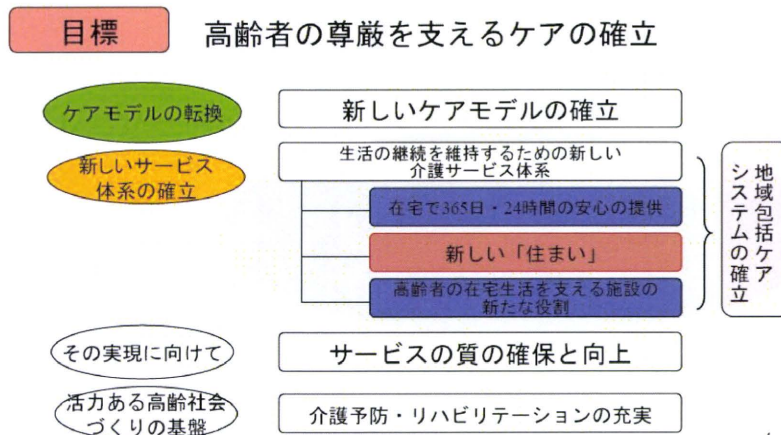 目標
高齢者の尊厳を支えるケアの確立
ケアモデルの転換
新しいケアモデルの確立
新しいサービス
体系の確立
生活の継続を維持するための新しい
介護サービス体系
在宅で365日・24時間の安心の提供
新しい「住まい」
高齢者の在宅生活を支える施設の
新たな役割
地域包括ケア
システムの確立
その実現に向けて
サービスの質の確保と向上
活力ある高齢社会
づくりの基盤
介護予防・リハビリテーションの充実